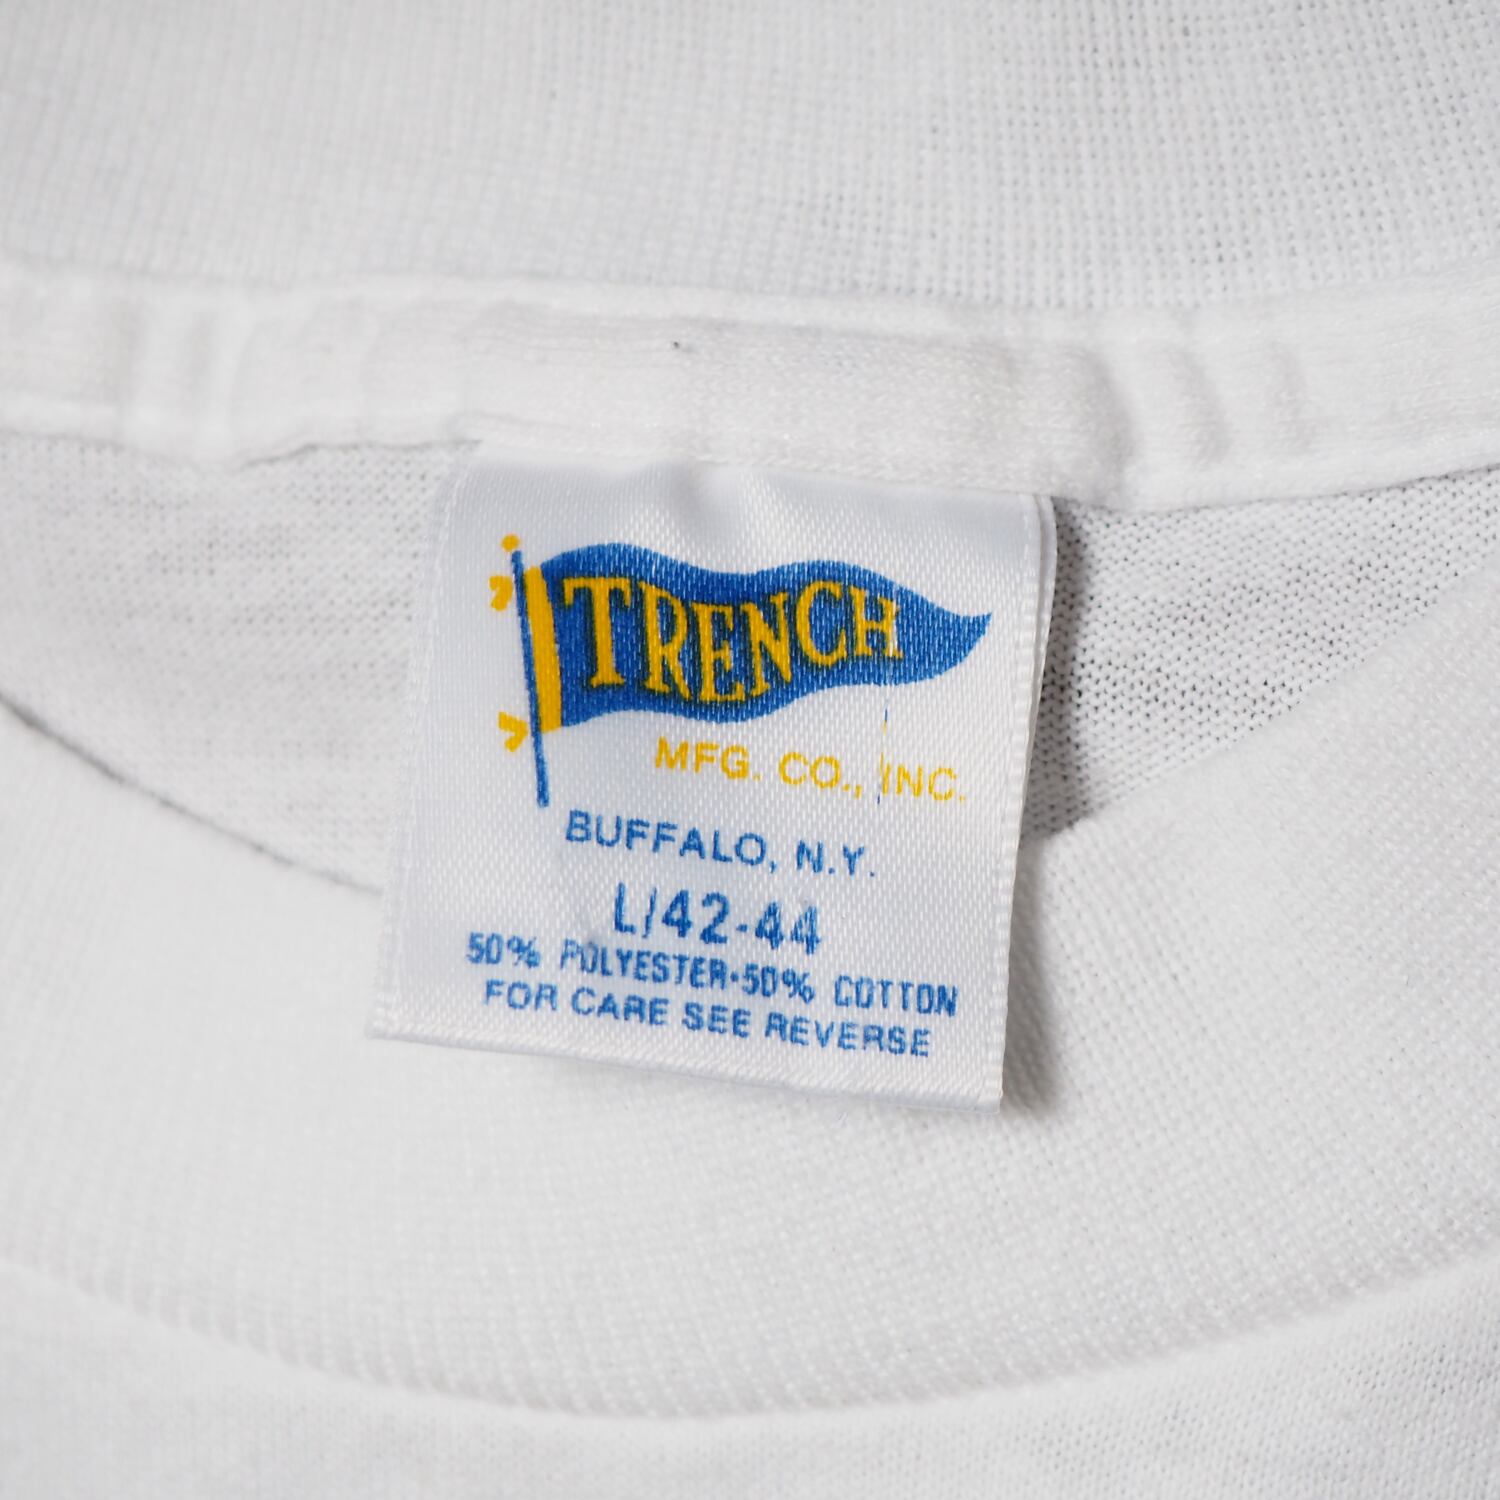 TRENCH
MFG. CO., INC.
BUFFALO, N.Y.
L/42-44
50% POLYESTER·50% COTTON
FOR CARE SEE REVERSE